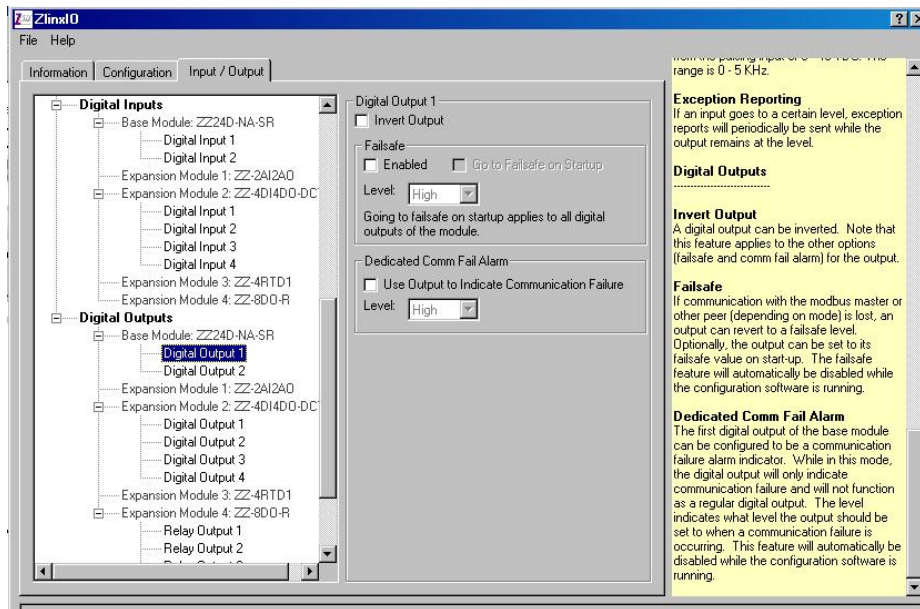 ZlinxIO
File Help
Information Configuration Input / Output
Digital Inputs
Base Module: ZZ24D-NA-SR
Digital Input 1
Digital Input 2
Expansion Module 1: ZZ-2AI2AO
Expansion Module 2: ZZ-4DI4DO-DC
Digital Input 1
Digital Input 2
Digital Input 3
Digital Input 4
Expansion Module 3: ZZ-4RTD1
Expansion Module 4: ZZ-8DO-R
Digital Outputs
Base Module: ZZ24D-NA-SR
Digital Output 1
Digital Output 2
Expansion Module 1: ZZ-2AI2AO
Expansion Module 2: ZZ-4DI4DO-DC
Digital Output 1
Digital Output 2
Digital Output 3
Digital Output 4
Expansion Module 3: ZZ-4RTD1
Expansion Module 4: ZZ-8DO-R
Relay Output 1
Relay Output 2
Digital Output 1
Invert Output
Failsafe
Enabled Go to Failsafe on Startup
Level: High
Going to failsafe on startup applies to all digital
outputs of the module.
Dedicated Comm Fail Alarm
Use Output to Indicate Communication Failure
Level: High
range is 0 - 5 KHz.
Exception Reporting
If an input goes to a certain level, exception
reports will periodically be sent while the
output remains at the level.
Digital Outputs
----------------------------
Invert Output
A digital output can be inverted. Note that
this feature applies to the other options
(failsafe and comm fail alarm) for the output.
Failsafe
If communication with the modbus master or
other peer (depending on mode) is lost, an
output can revert to a failsafe level.
Optionally, the output can be set to its
failsafe value on start-up. The failsafe
feature will automatically be disabled while
the configuration software is running.
Dedicated Comm Fail Alarm
The first digital output of the base module
can be configured to be a communication
failure alarm indicator. While in this mode,
the digital output will only indicate
communication failure and will not function
as a regular digital output. The level
indicates what level the output should be
set to when a communication failure is
occurring. This feature will automatically be
disabled while the configuration software is
running.